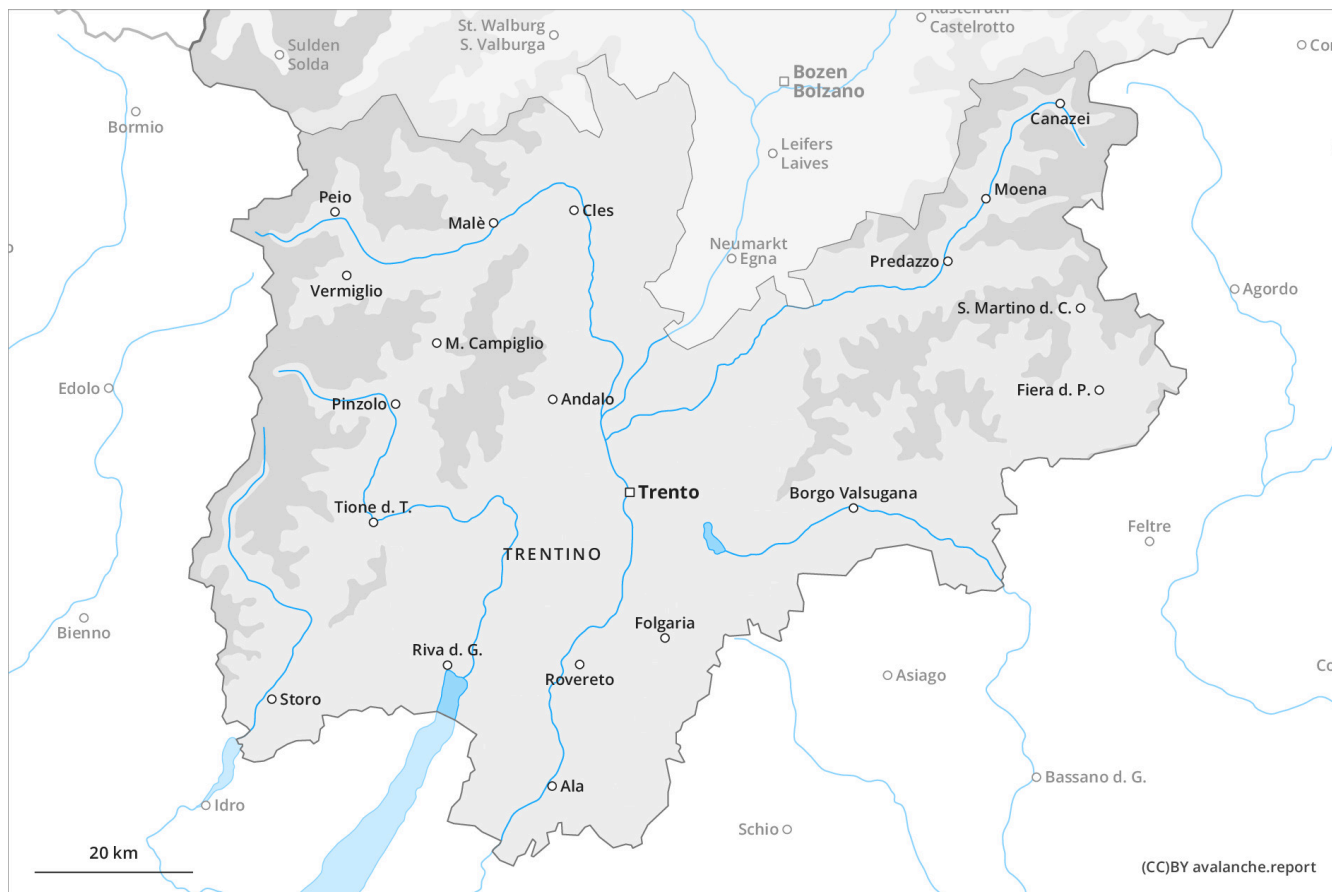 Kastelruth
Castelrotto
St. Walburg
S. Valburga
Sulden
Solda
Bozen
Bolzano
Bormio
Canazei
Leifers
Laives
Peio
Malè
Cles
Moena
Neumarkt
Egna
Predazzo
Vermiglio
Agordo
S. Martino d. C.
M. Campiglio
Edolo
Pinzolo
Andalo
Fiera d. P.
Trento
Borgo Valsugana
Tione d. T.
Feltre
TRENTINO
Bienno
Folgaria
Riva d. G.
Rovereto
Asiago
Storo
Ala
Bassano d. G.
Idro
Schio
20 km
(CC)BY avalanche.report